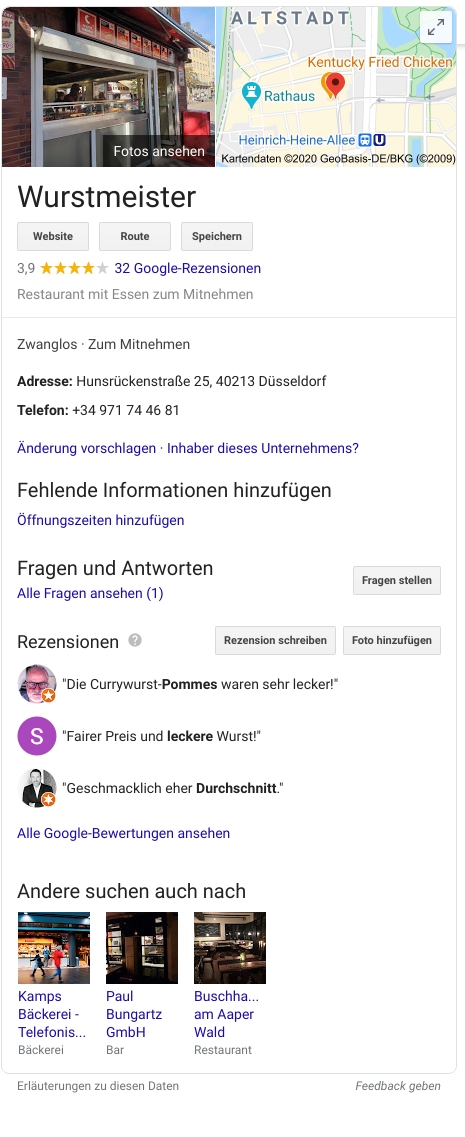 ALTSTADT
Kentucky Fried Chicken
Rathaus
Heinrich-Heine-Allee
U
Fotos ansehen
Kartendaten ©2020 GeoBasis-DE/BKG (©2009)
Wurstmeister
Website Route Speichern
3,9 32 Google-Rezensionen
Restaurant mit Essen zum Mitnehmen
Zwanglos · Zum Mitnehmen
Adresse: Hunsrückenstraße 25, 40213 Düsseldorf
Telefon: +34 971 74 46 81
Änderung vorschlagen · Inhaber dieses Unternehmens?
Fehlende Informationen hinzufügen
Öffnungszeiten hinzufügen
Fragen und Antworten
Alle Fragen ansehen (1)
Fragen stellen
Rezensionen ? Rezension schreiben Foto hinzufügen
"Die Currywurst-Pommes waren sehr lecker!"
S "Fairer Preis und leckere Wurst!"
"Geschmacklich eher Durchschnitt."
Alle Google-Bewertungen ansehen
Andere suchen auch nach
Kamps
Bäckerei -
Telefonis...
Bäckerei
Paul
Bungartz
GmbH
Bar
Buschha...
am Aaper
Wald
Restaurant
Erläuterungen zu diesen Daten Feedback geben